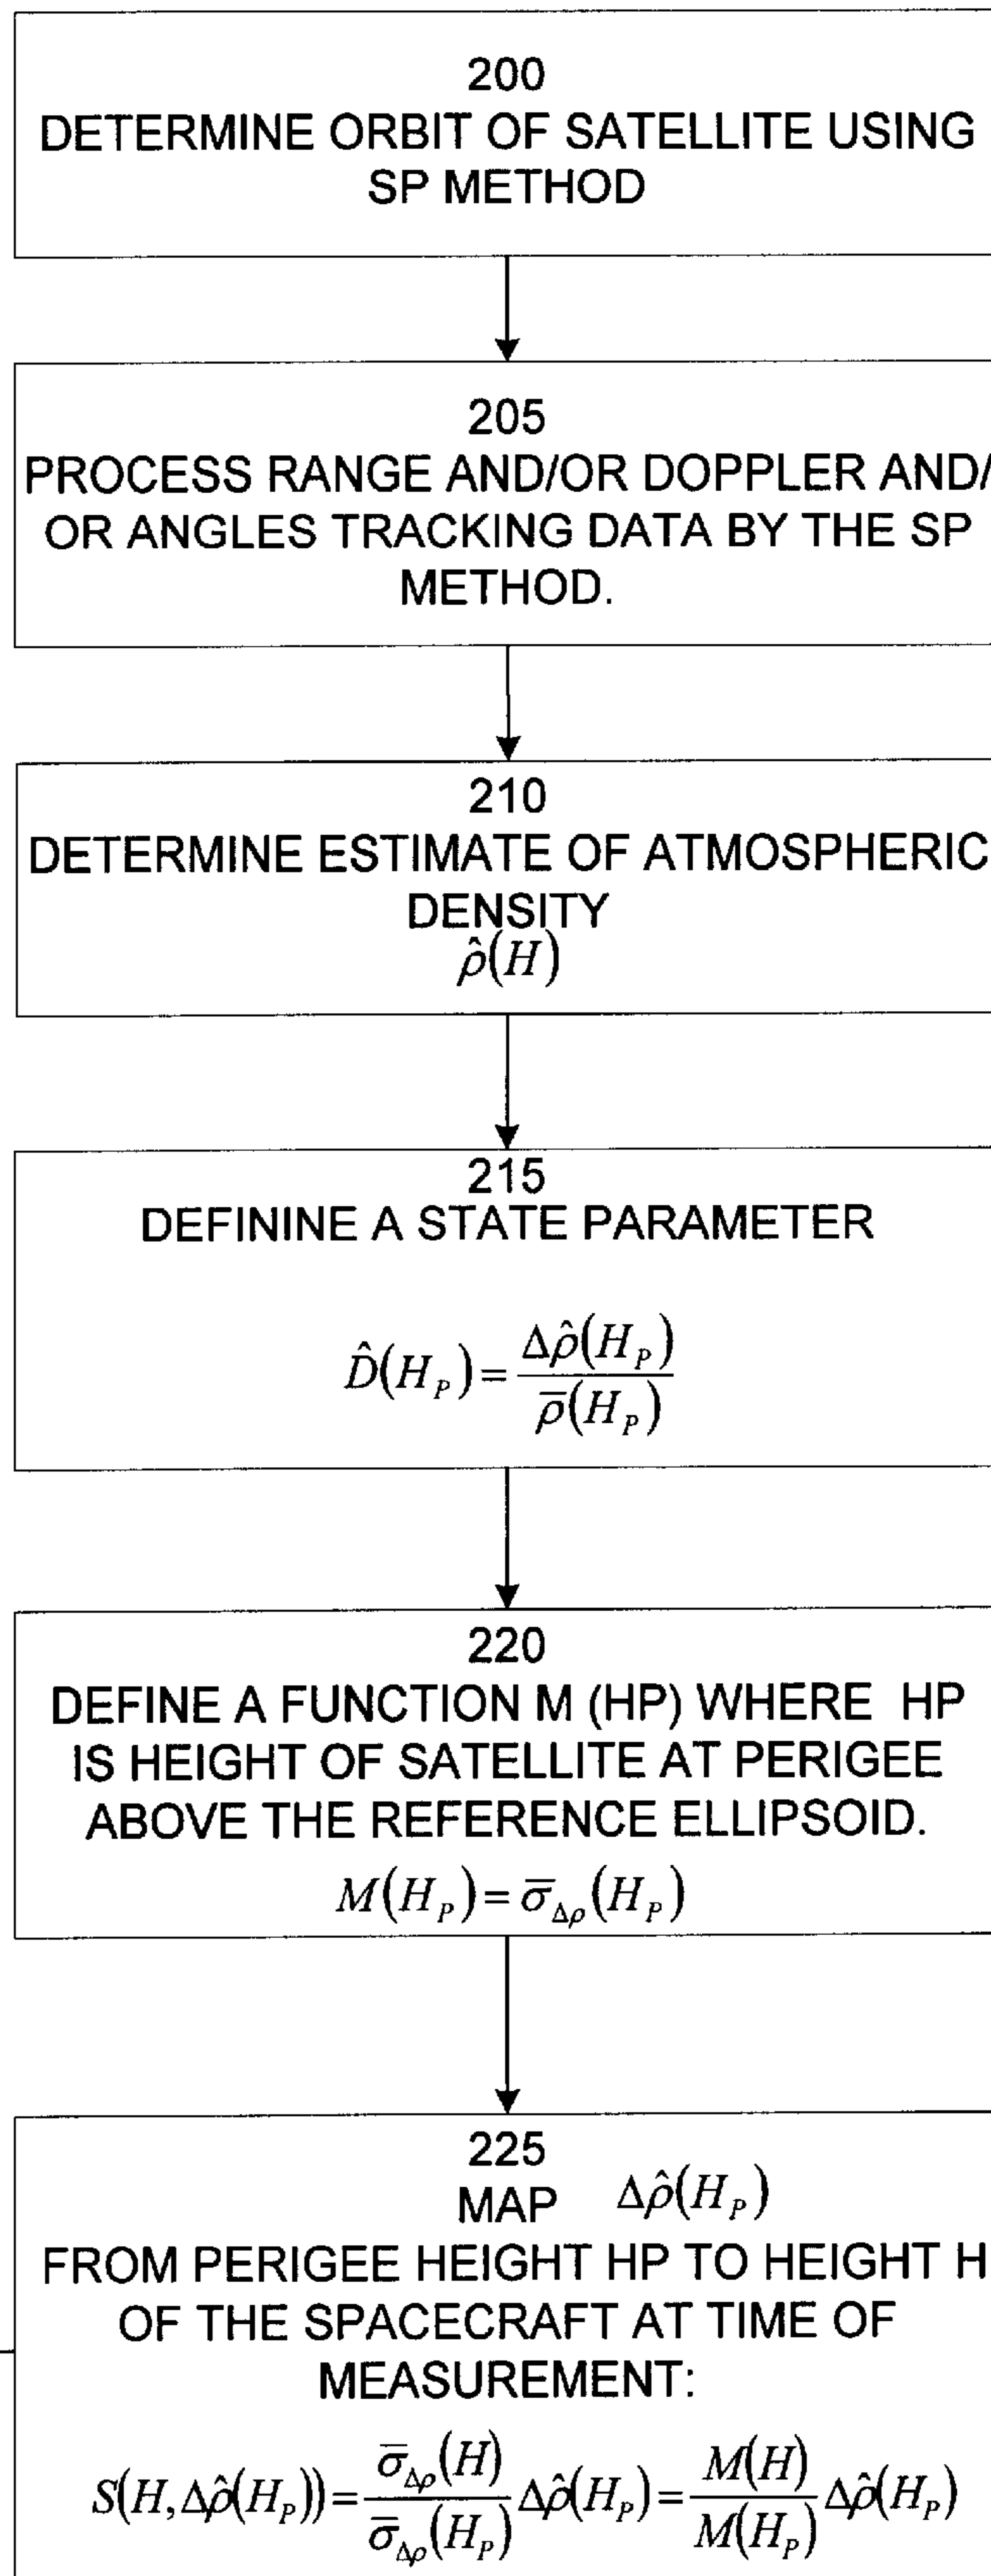 200
DETERMINE ORBIT OF SATELLITE USING
SP METHOD
205
PROCESS RANGE AND/OR DOPPLER AND/
OR ANGLES TRACKING DATA BY THE SP
METHOD.
210
DETERMINE ESTIMATE OF ATMOSPHERIC
DENSITY
ρ̂(H)
215
DEFININE A STATE PARAMETER
D̂(H_P) = Δρ̂(H_P) / ρ̅(H_P)
220
DEFINE A FUNCTION M (HP) WHERE HP
IS HEIGHT OF SATELLITE AT PERIGEE
ABOVE THE REFERENCE ELLIPSOID.
M(H_P) = σ̅_Δρ(H_P)
225
MAP Δρ̂(H_P)
FROM PERIGEE HEIGHT HP TO HEIGHT H
OF THE SPACECRAFT AT TIME OF
MEASUREMENT:
S(H, Δρ̂(H_P)) = σ̅_Δρ(H) / σ̅_Δρ(H_P) Δρ̂(H_P) = M(H) / M(H_P) Δρ̂(H_P)